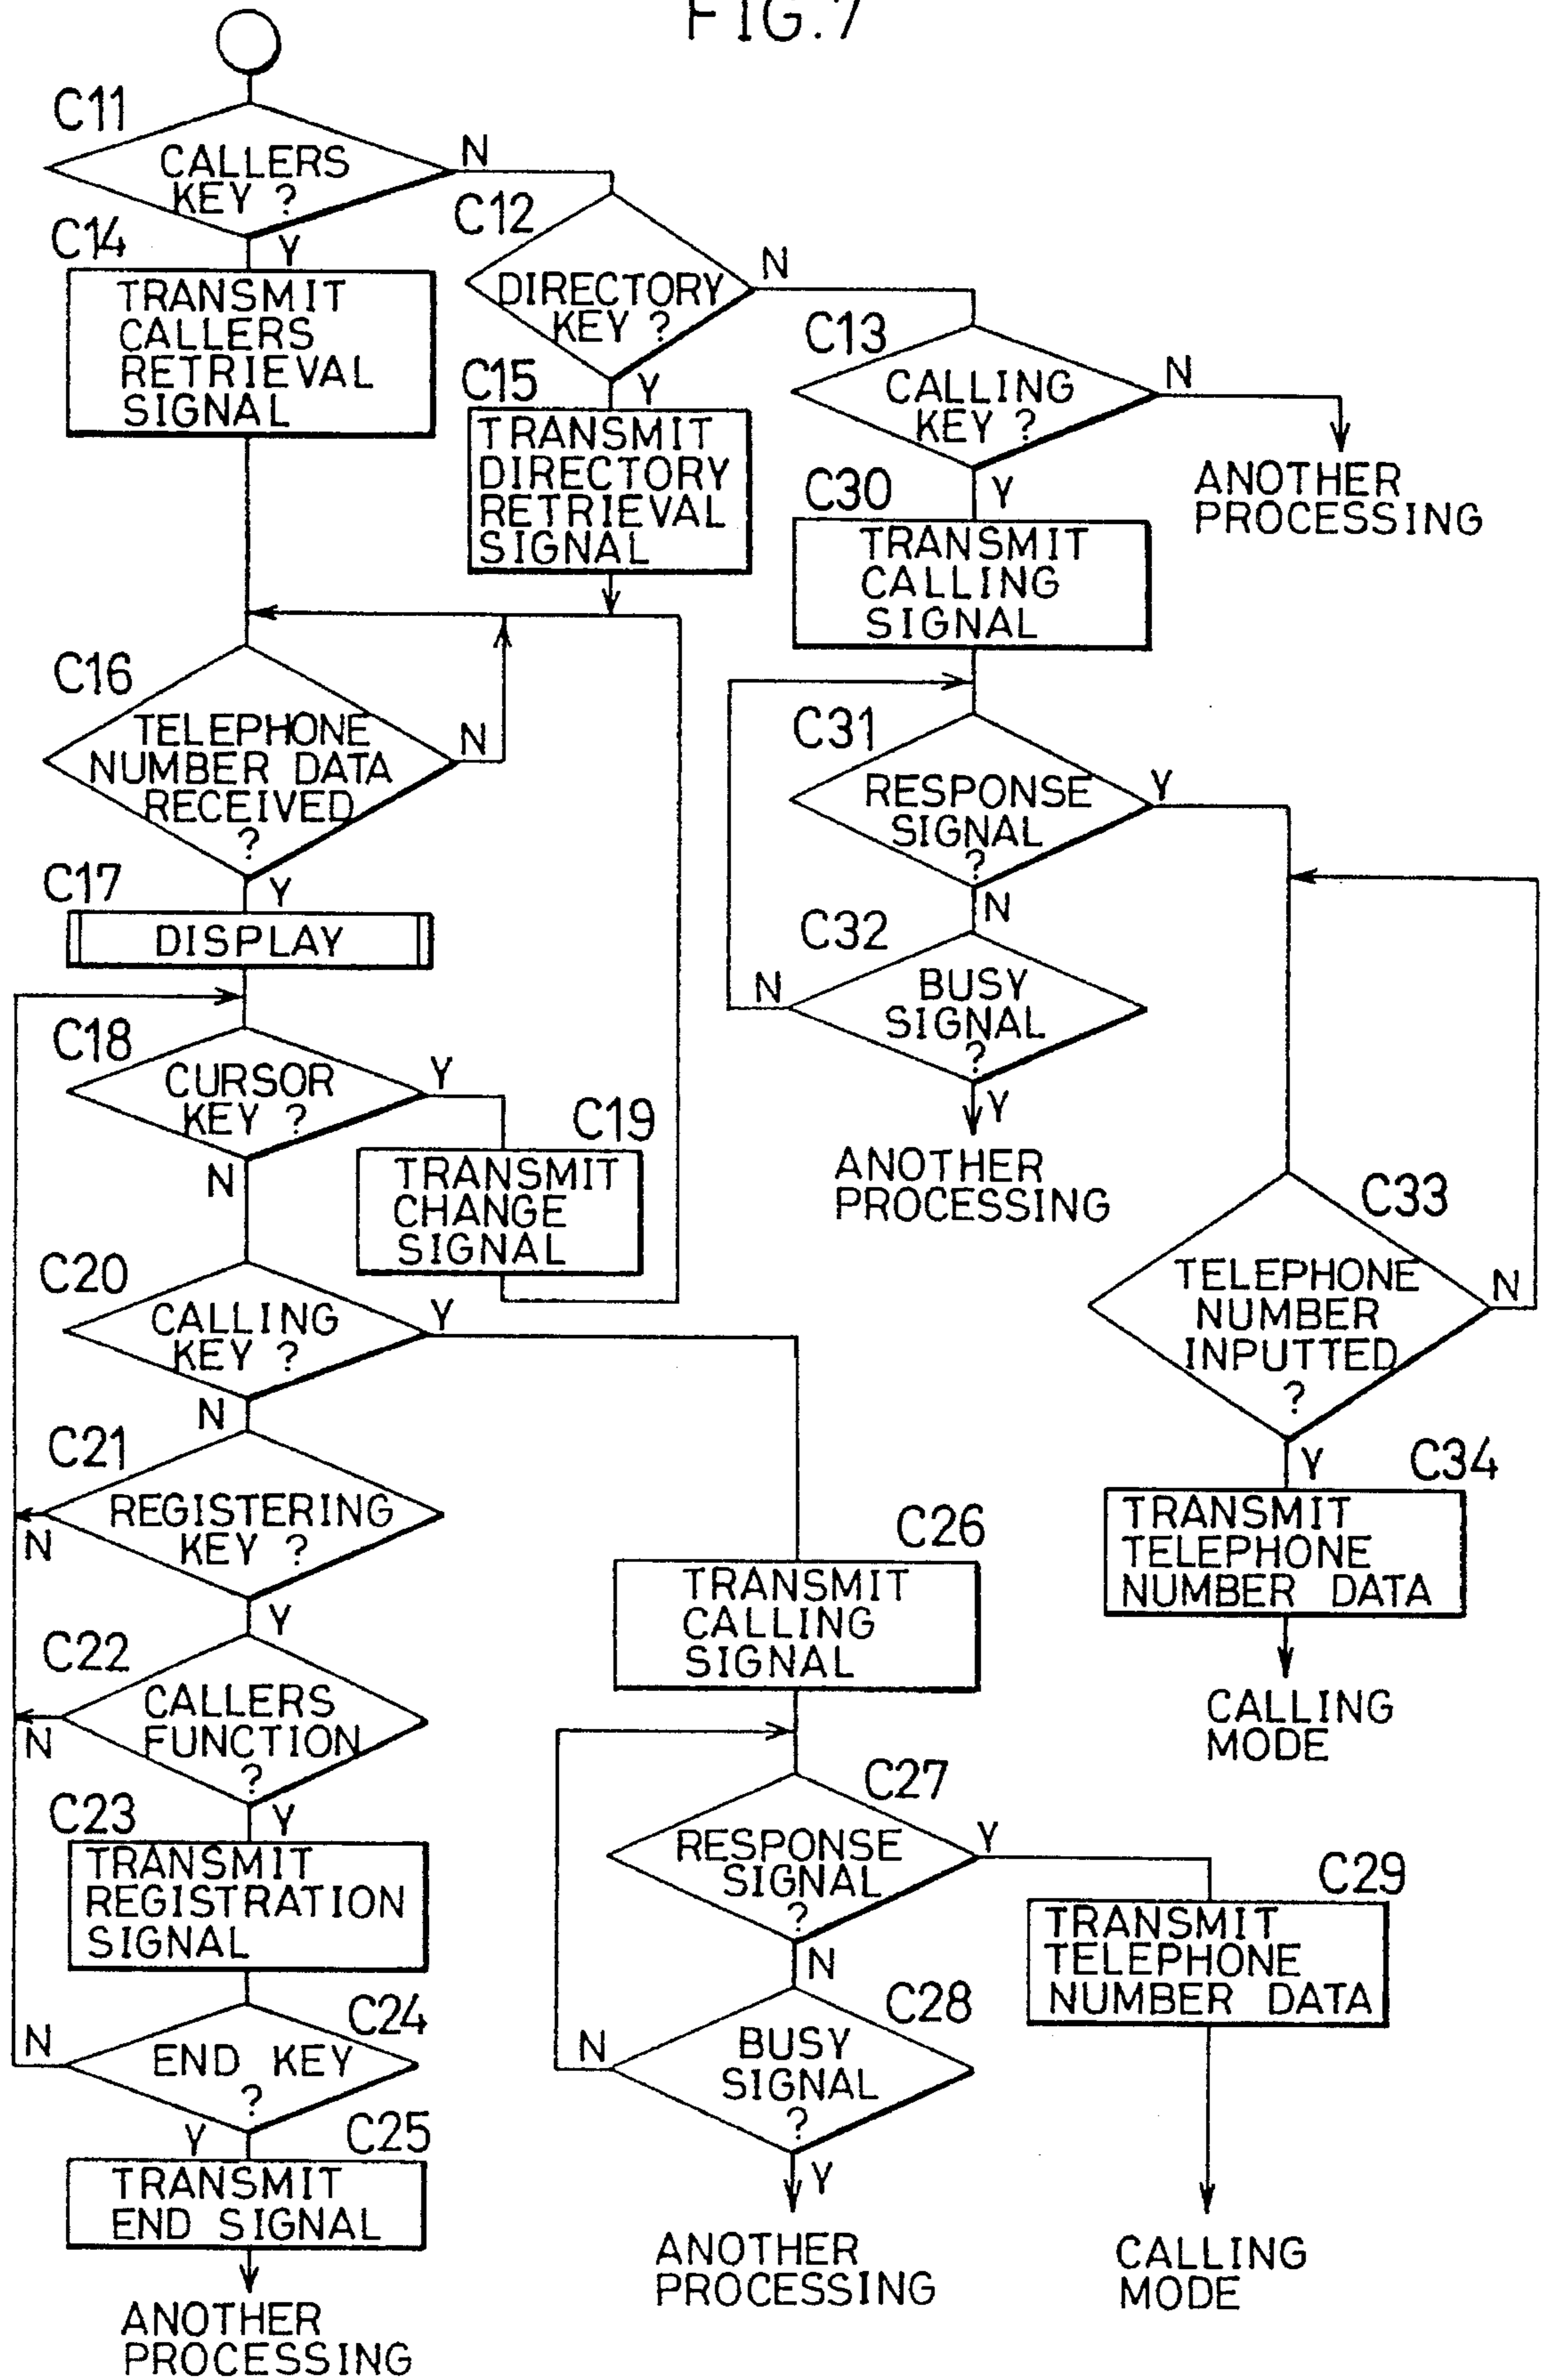 FIG.7
C11
CALLERS
KEY ?
N
Y
C12
DIRECTORY
KEY ?
N
Y
C13
CALLING
KEY ?
N
Y
ANOTHER
PROCESSING
C14
TRANSMIT
CALLERS
RETRIEVAL
SIGNAL
C15
TRANSMIT
DIRECTORY
RETRIEVAL
SIGNAL
C30
TRANSMIT
CALLING
SIGNAL
C16
TELEPHONE
NUMBER DATA
RECEIVED
?
N
Y
C31
RESPONSE
SIGNAL
?
Y
N
C17
DISPLAY
C32
BUSY
SIGNAL
?
N
Y
ANOTHER
PROCESSING
C18
CURSOR
KEY ?
Y
N
C19
TRANSMIT
CHANGE
SIGNAL
C33
TELEPHONE
NUMBER
INPUTTED
?
N
Y
C20
CALLING
KEY ?
Y
N
C34
TRANSMIT
TELEPHONE
NUMBER DATA
CALLING
MODE
C21
REGISTERING
KEY ?
N
Y
C26
TRANSMIT
CALLING
SIGNAL
C22
CALLERS
FUNCTION
?
N
Y
C27
RESPONSE
SIGNAL
?
Y
N
C23
TRANSMIT
REGISTRATION
SIGNAL
C29
TRANSMIT
TELEPHONE
NUMBER DATA
C24
END KEY
?
N
Y
C28
BUSY
SIGNAL
?
N
Y
C25
TRANSMIT
END SIGNAL
ANOTHER
PROCESSING
ANOTHER
PROCESSING
CALLING
MODE